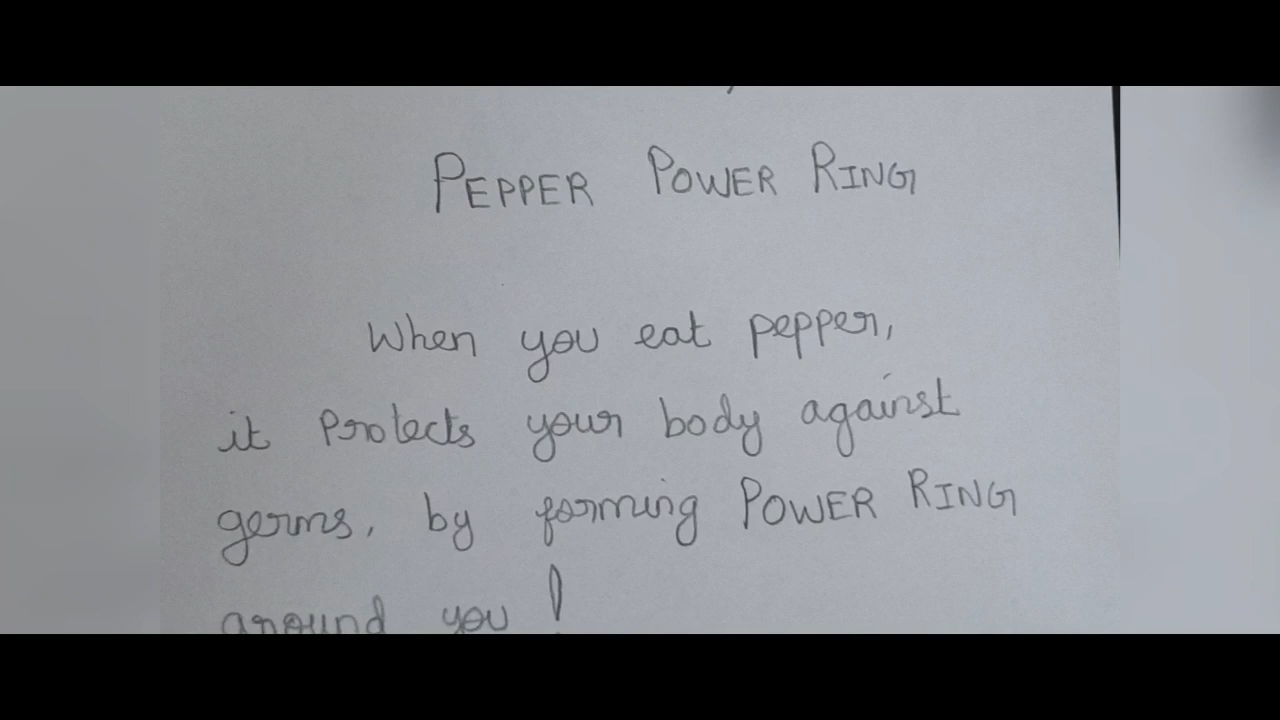 PEPPER POWER RING
When you eat pepper,
it protects your body against
germs, by forming POWER RING
around you!